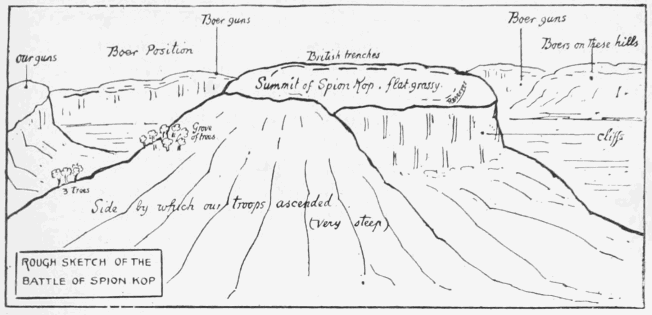 Boer guns
Boer guns
our guns
Boer Position
British trenches
Boers on these hills
Summit of Spion Kop, flat grassy.
Grove
of trees
cliffs
3 Trees
Side by which our troops ascended
(very steep)
ROUGH SKETCH OF THE
BATTLE OF SPION KOP